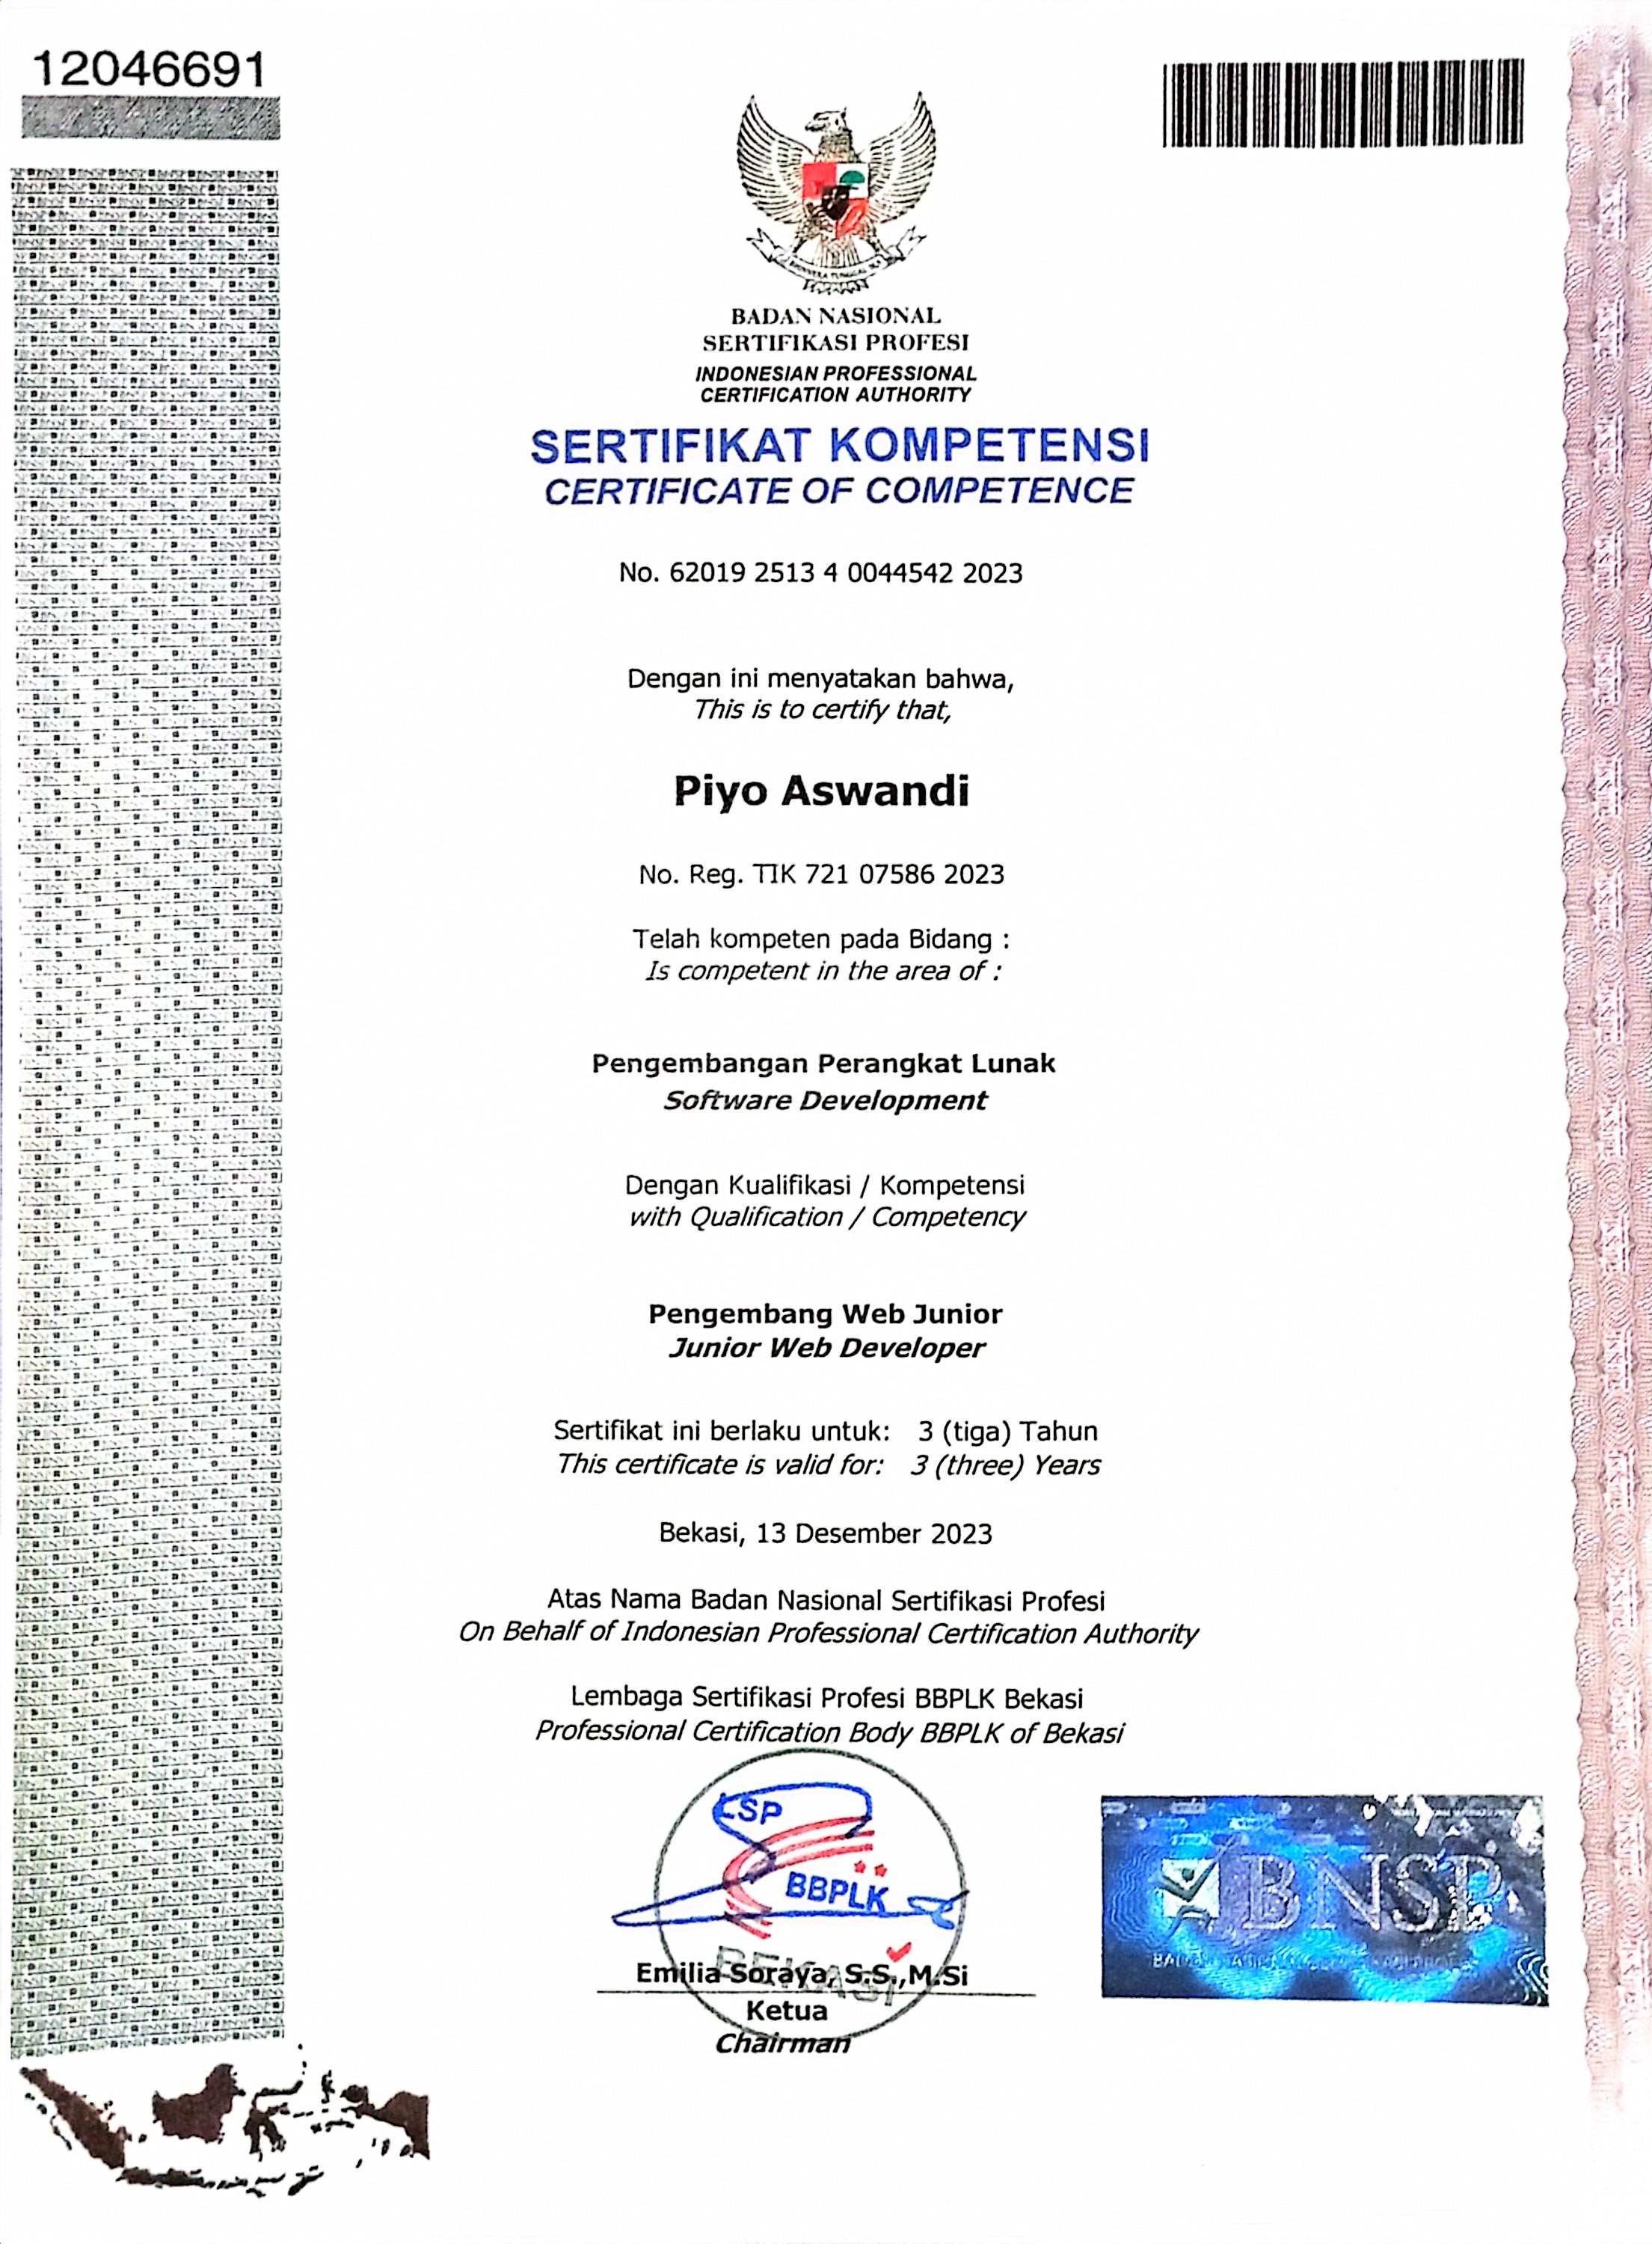 12046691
BADAN NASIONAL
SERTIFIKASI PROFESI
INDONESIAN PROFESSIONAL
CERTIFICATION AUTHORITY
SERTIFIKAT KOMPETENSI
CERTIFICATE OF COMPETENCE
No. 62019 2513 4 0044542 2023
Dengan ini menyatakan bahwa,
This is to certify that,
Piyo Aswandi
No. Reg. TIK 721 07586 2023
Telah kompeten pada Bidang :
Is competent in the area of :
Pengembangan Perangkat Lunak
Software Development
Dengan Kualifikasi / Kompetensi
with Qualification / Competency
Pengembang Web Junior
Junior Web Developer
Sertifikat ini berlaku untuk: 3 (tiga) Tahun
This certificate is valid for: 3 (three) Years
Bekasi, 13 Desember 2023
Atas Nama Badan Nasional Sertifikasi Profesi
On Behalf of Indonesian Professional Certification Authority
Lembaga Sertifikasi Profesi BBPLK Bekasi
Professional Certification Body BBPLK of Bekasi
LSP
BBPLK
BEKASI
Emilia Soraya, S.S.,M.Si
Ketua
Chairman
BNSP